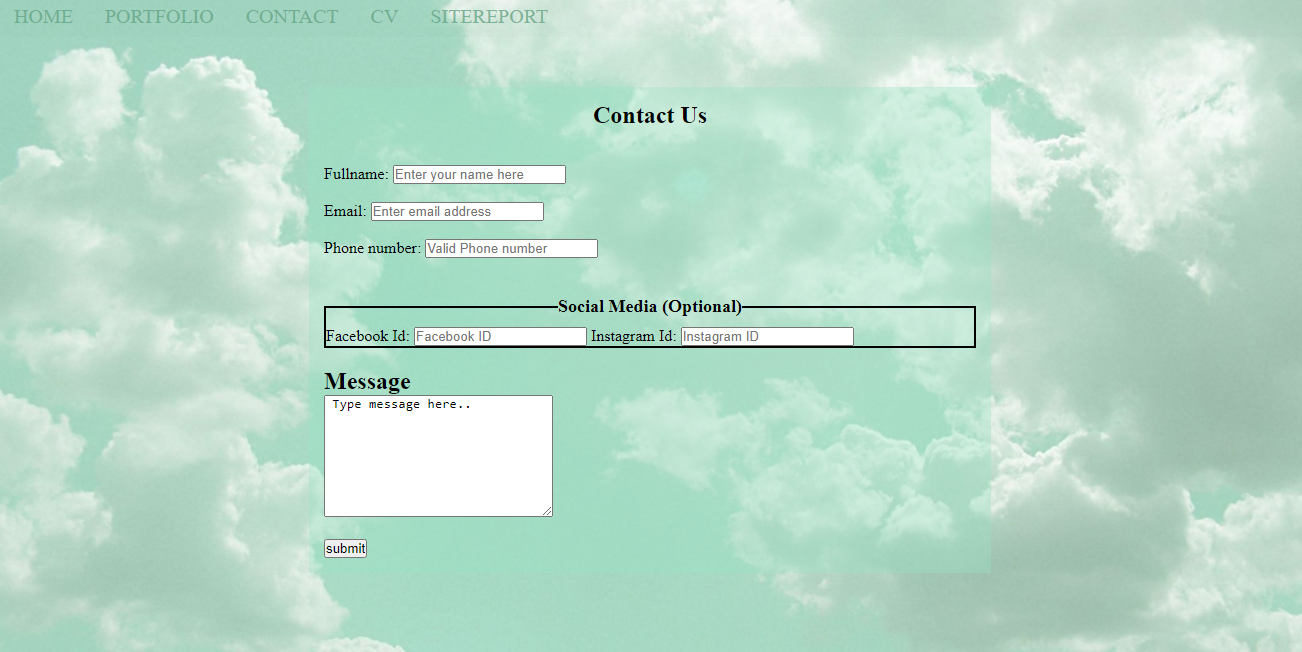 HOME PORTFOLIO CONTACT CV SITEREPORT
Contact Us
Fullname: Enter your name here
Email: Enter email address
Phone number: Valid Phone number
Social Media (Optional)
Facebook Id: Facebook ID Instagram Id: Instagram ID
Message
Type message here..
submit